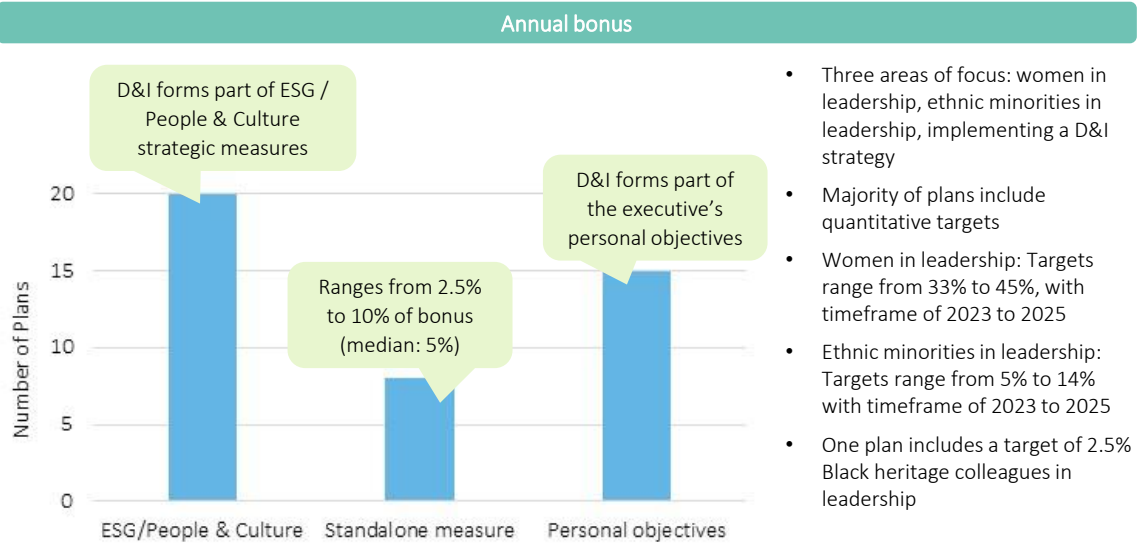 Annual bonus
D&I forms part of ESG /
People & Culture
strategic measures
D&I forms part of
the executive's
personal objectives
Ranges from 2.5%
to 10% of bonus
(median: 5%)
Number of Plans
20
15
10
5
0
ESG/People & Culture
Standalone measure
Personal objectives
• Three areas of focus: women in
leadership, ethnic minorities in
leadership, implementing a D&I
strategy
• Majority of plans include
quantitative targets
• Women in leadership: Targets
range from 33% to 45%, with
timeframe of 2023 to 2025
• Ethnic minorities in leadership:
Targets range from 5% to 14%
with timeframe of 2023 to 2025
• One plan includes a target of 2.5%
Black heritage colleagues in
leadership